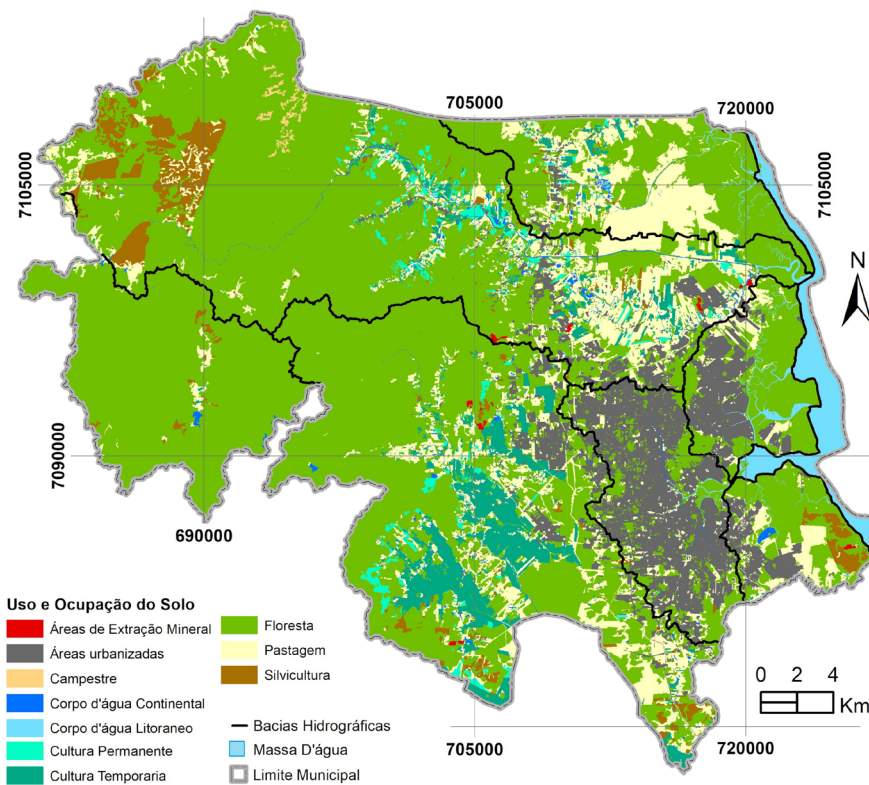 705000
720000
7105000
7105000
N
7090000
7090000
690000
Uso e Ocupação do Solo
Áreas de Extração Mineral
Áreas urbanizadas
Campestre
Corpo d'água Continental
Corpo d'água Litoraneo
Cultura Permanente
Cultura Temporaria
Floresta
Pastagem
Silvicultura
Bacias Hidrográficas
Massa D'água
Limite Municipal
0 2 4
Km
705000
720000